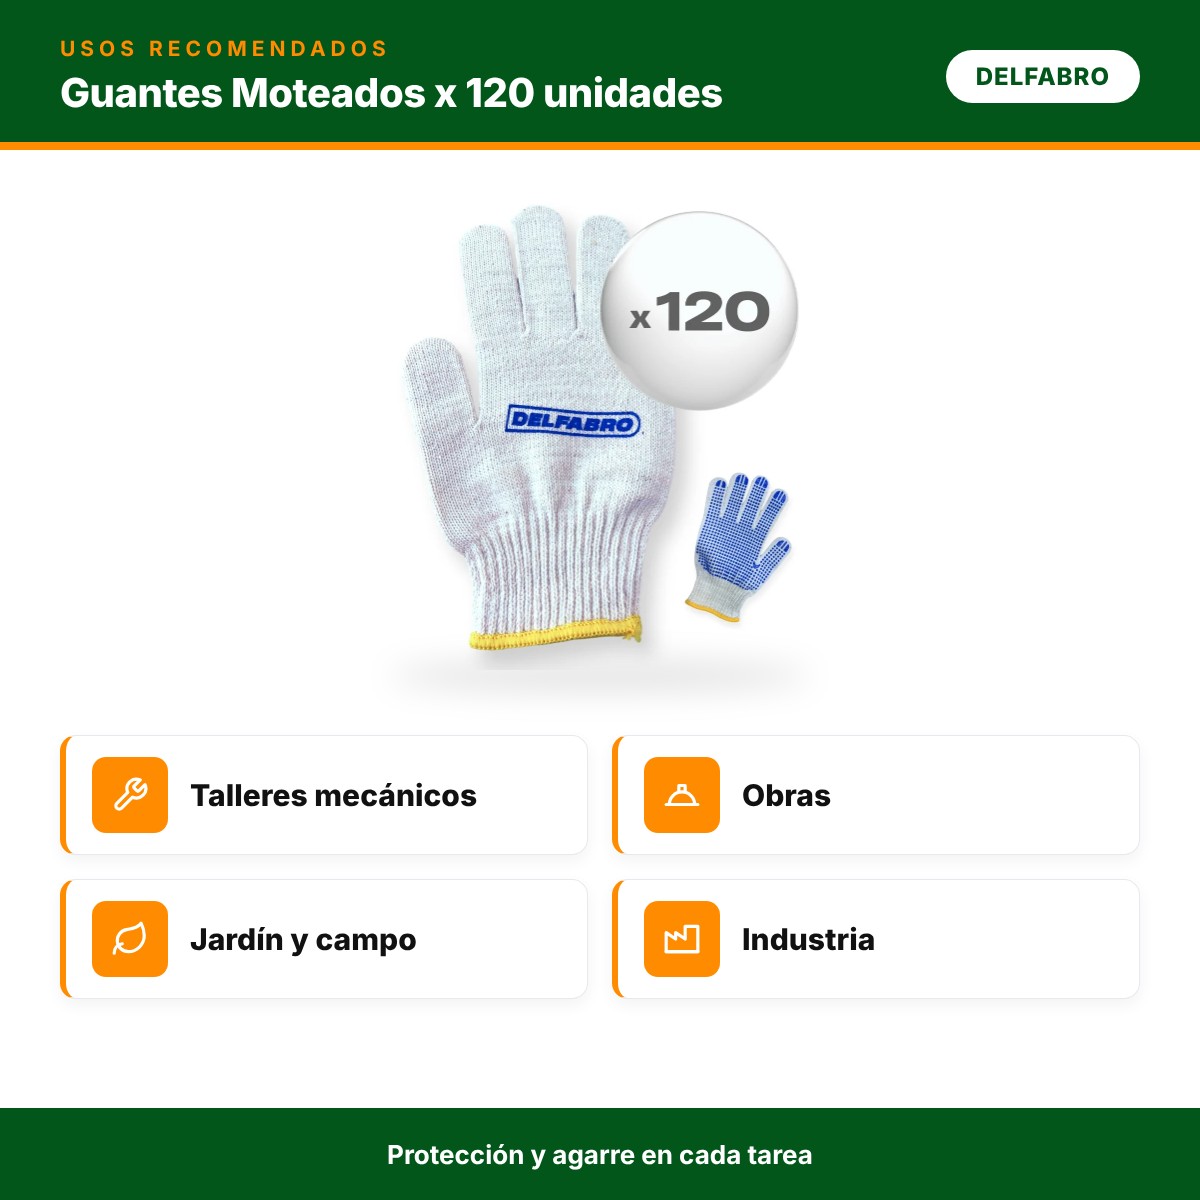 USOS RECOMENDADOS
Guantes Moteados x 120 unidades
DELFABRO
x120
DELFABRO
Talleres mecánicos
Obras
Jardín y campo
Industria
Protección y agarre en cada tarea